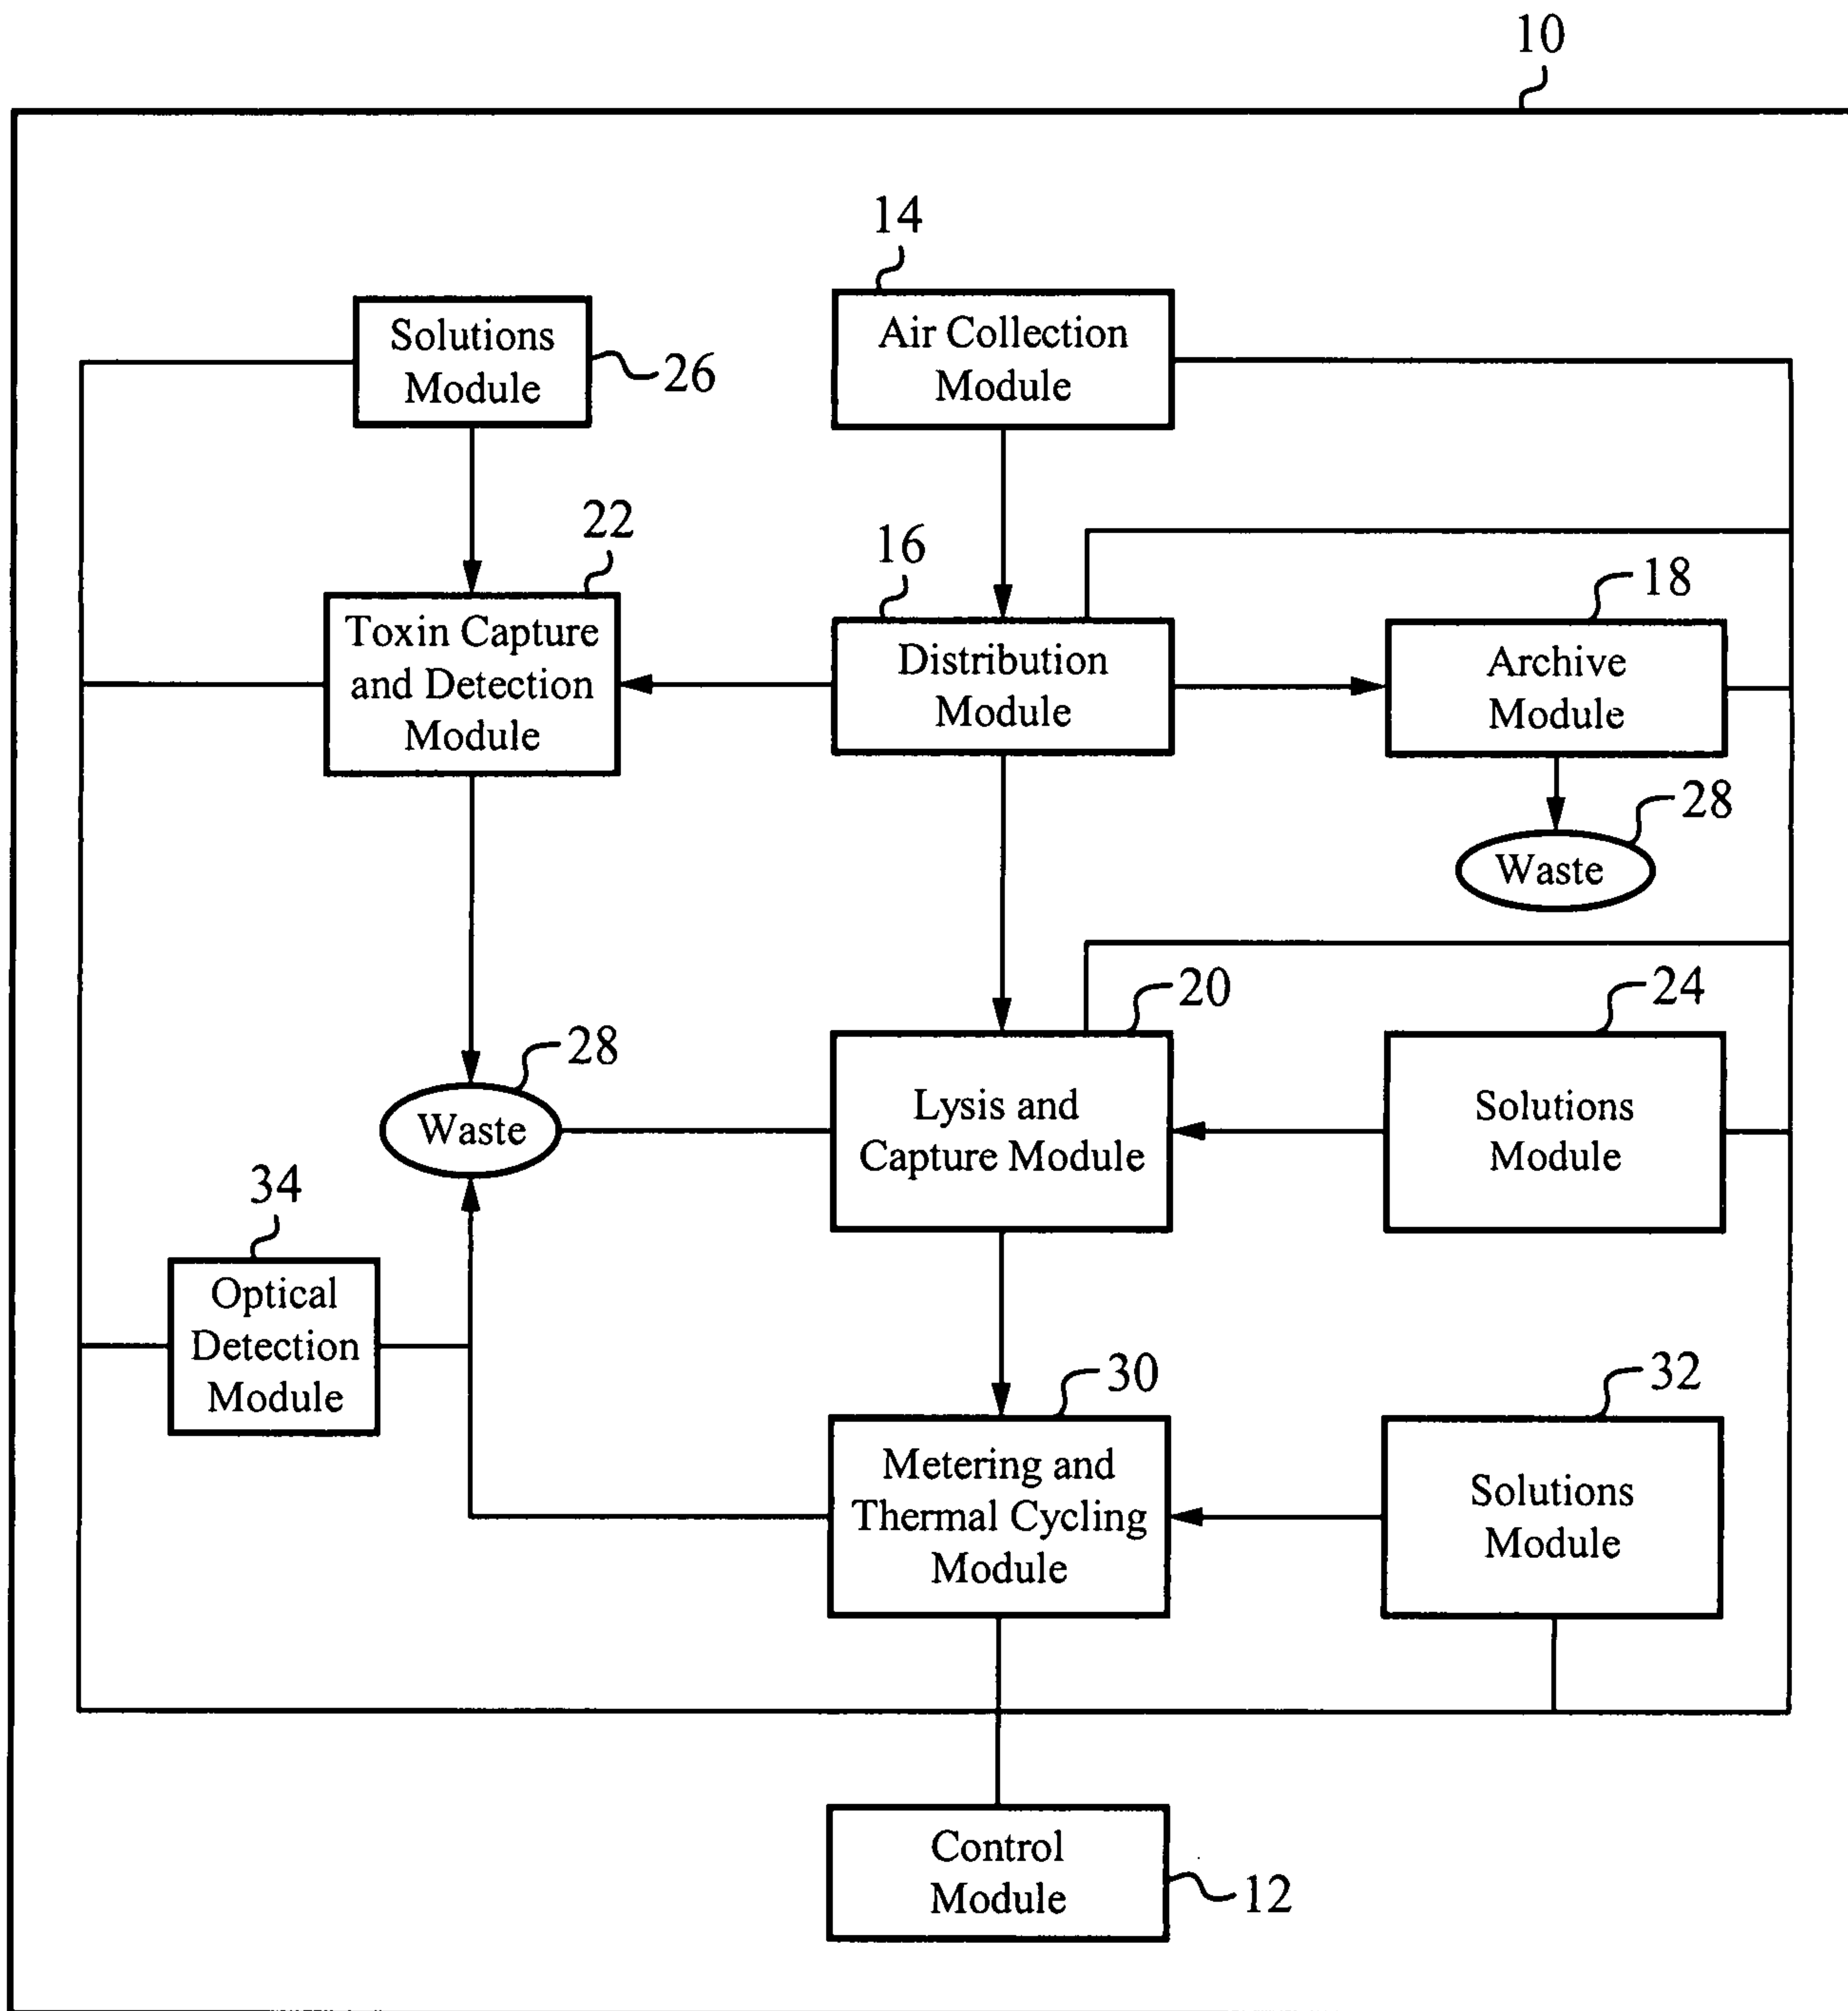 10
14
Solutions
Module
26
Air Collection
Module
22
Toxin Capture
and Detection
Module
16
Distribution
Module
18
Archive
Module
28
Waste
28
Waste
20
Lysis and
Capture Module
24
Solutions
Module
34
Optical
Detection
Module
30
Metering and
Thermal Cycling
Module
32
Solutions
Module
Control
Module
12